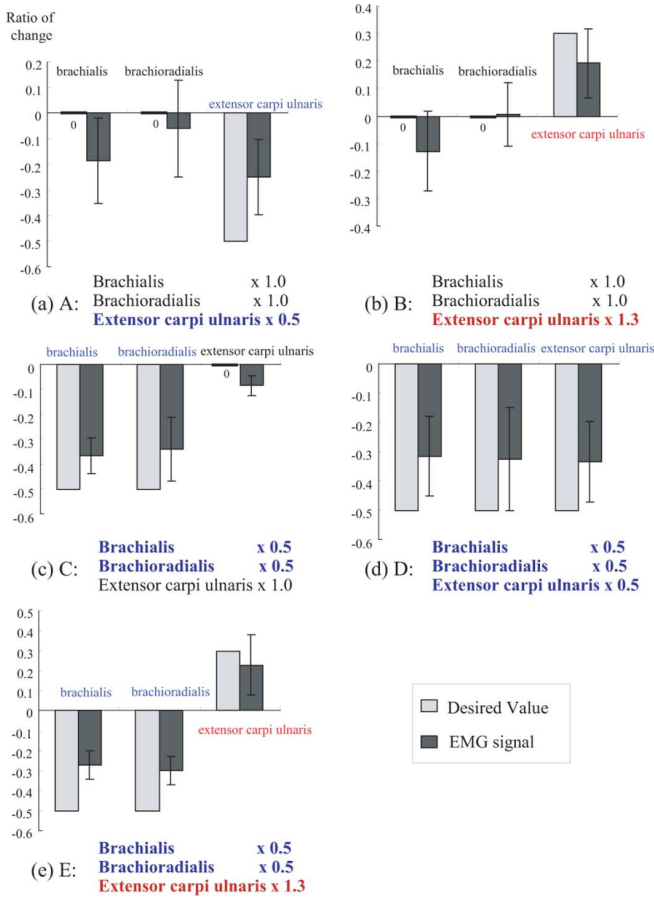 Ratio of
change
0.2
0.1
0
-0.1
-0.2
-0.3
-0.4
-0.5
-0.6
brachialis
brachioradialis
extensor carpi ulnaris
0
0
Brachialis x 1.0
(a) A: Brachioradialis x 1.0
Extensor carpi ulnaris x 0.5
0.4
0.3
0.2
0.1
0
-0.1
-0.2
-0.3
0.4
brachialis
brachioradialis
extensor carpi ulnaris
0
0
Brachialis x 1.0
(b) B: Brachioradialis x 1.0
Extensor carpi ulnaris x 1.3
brachialis
brachioradialis
extensor carpi ulnaris
0
-0.1
-0.2
-0.3
-0.4
-0.5
-0.6
0
Brachialis x 0.5
(c) C: Brachioradialis x 0.5
Extensor carpi ulnaris x 1.0
brachialis
brachioradialis
extensor carpi ulnaris
0
-0.1
-0.2
-0.3
-0.4
-0.5
-0.6
Brachialis x 0.5
(d) D: Brachioradialis x 0.5
Extensor carpi ulnaris x 0.5
0.5
0.4
0.3
0.2
0.1
0
-0.1
-0.2
-0.3
-0.4
-0.5
-0.6
brachialis
brachioradialis
extensor carpi ulnaris
Brachialis x 0.5
(e) E: Brachioradialis x 0.5
Extensor carpi ulnaris x 1.3
Desired Value
EMG signal